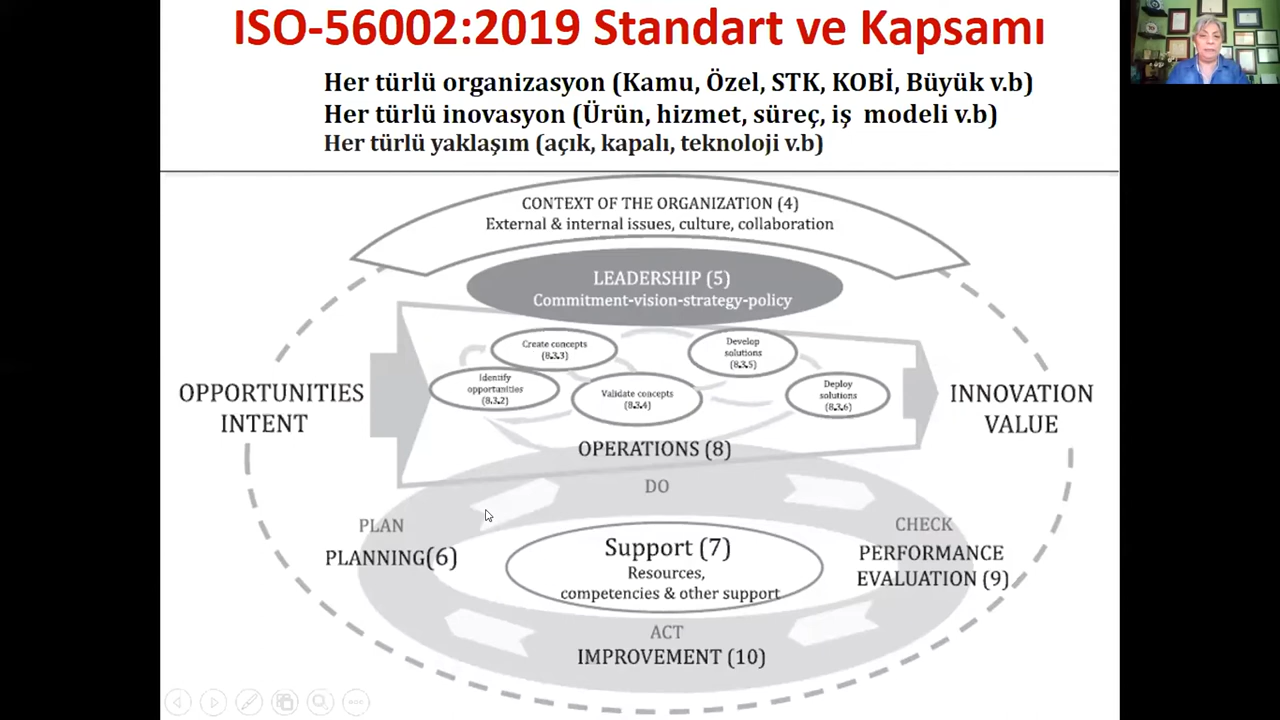 ISO-56002:2019 Standart ve Kapsamı
Her türlü organizasyon (Kamu, Özel, STK, KOBİ, Büyük v.b)
Her türlü inovasyon (Ürün, hizmet, süreç, iş modeli v.b)
Her türlü yaklaşım (açık, kapalı, teknoloji v.b)
CONTEXT OF THE ORGANIZATION (4)
External & internal issues, culture, collaboration
LEADERSHIP (5)
Commitment-vision-strategy-policy
Create concepts
(8.3.3)
Develop
solutions
(8.3.5)
Identify
opportunities
(8.3.2)
Validate concepts
(8.3.4)
Deploy
solutions
(8.3.6)
OPPORTUNITIES
INTENT
INNOVATION
VALUE
OPERATIONS (8)
DO
PLAN
PLANNING(6)
CHECK
PERFORMANCE
EVALUATION (9)
Support (7)
Resources,
competencies & other support
ACT
IMPROVEMENT (10)